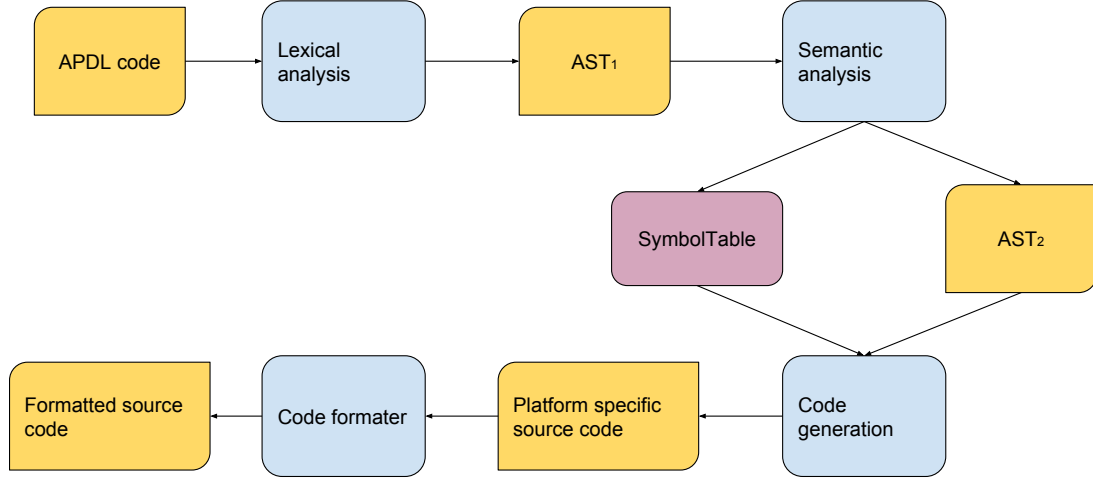 APDL code
Lexical
analysis
AST₁
Semantic
analysis
SymbolTable
AST₂
Formatted source
code
Code formater
Platform specific
source code
Code
generation